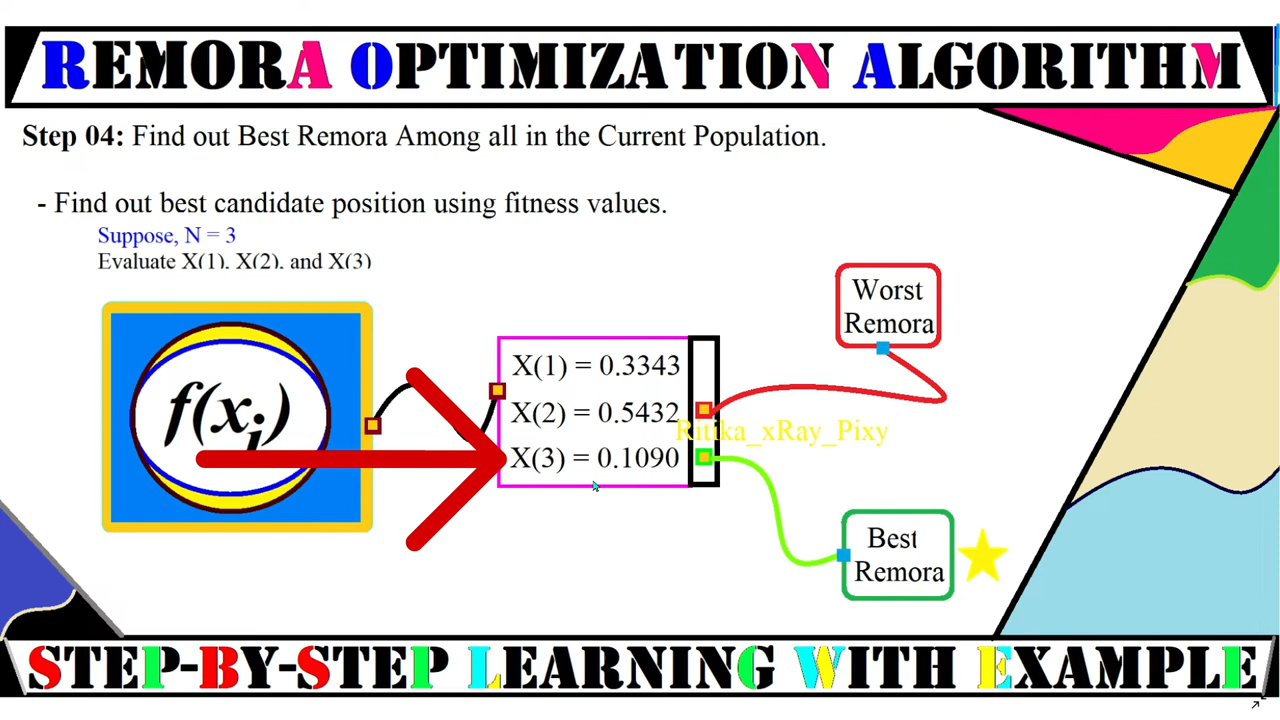 REMORA OPTIMIZATION ALGORITHM
Step 04: Find out Best Remora Among all in the Current Population.
- Find out best candidate position using fitness values.
Suppose, N = 3
Evaluate X(1), X(2), and X(3)
f(xi)
X(1) = 0.3343
X(2) = 0.5432
X(3) = 0.1090
Worst
Remora
Ritika_xRay_Pixy
Best
Remora
STEP-BY-STEP LEARNING WITH EXAMPLE